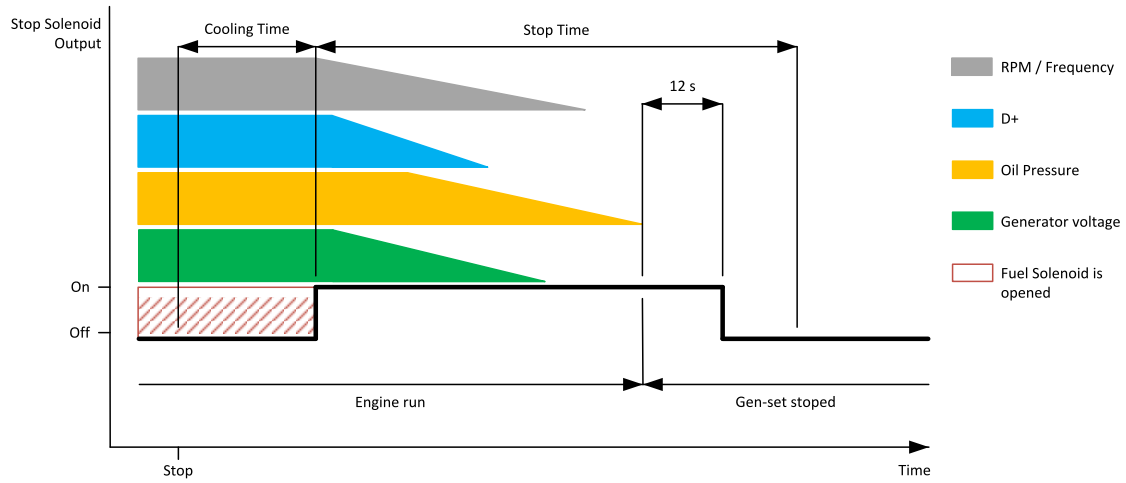 Stop Solenoid
Output
Cooling Time
Stop Time
12 s
RPM / Frequency
D+
Oil Pressure
Generator voltage
Fuel Solenoid is
opened
On
Off
Engine run
Gen-set stoped
Stop
Time